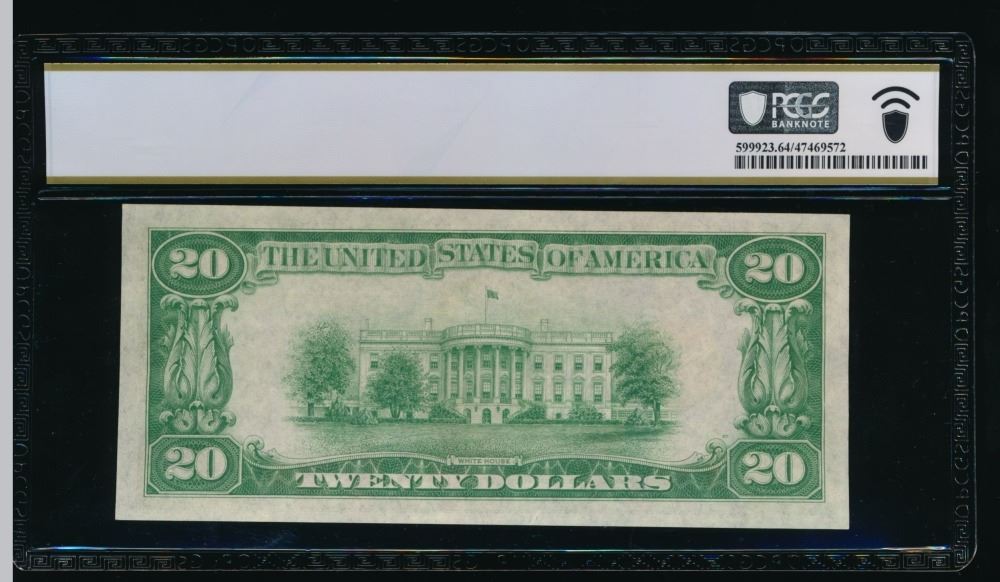 PCGS
BANKNOTE
599923.64/47469572
20 THE UNITED STATES OF AMERICA 20
WHITE HOUSE
20 TWENTY DOLLARS 20